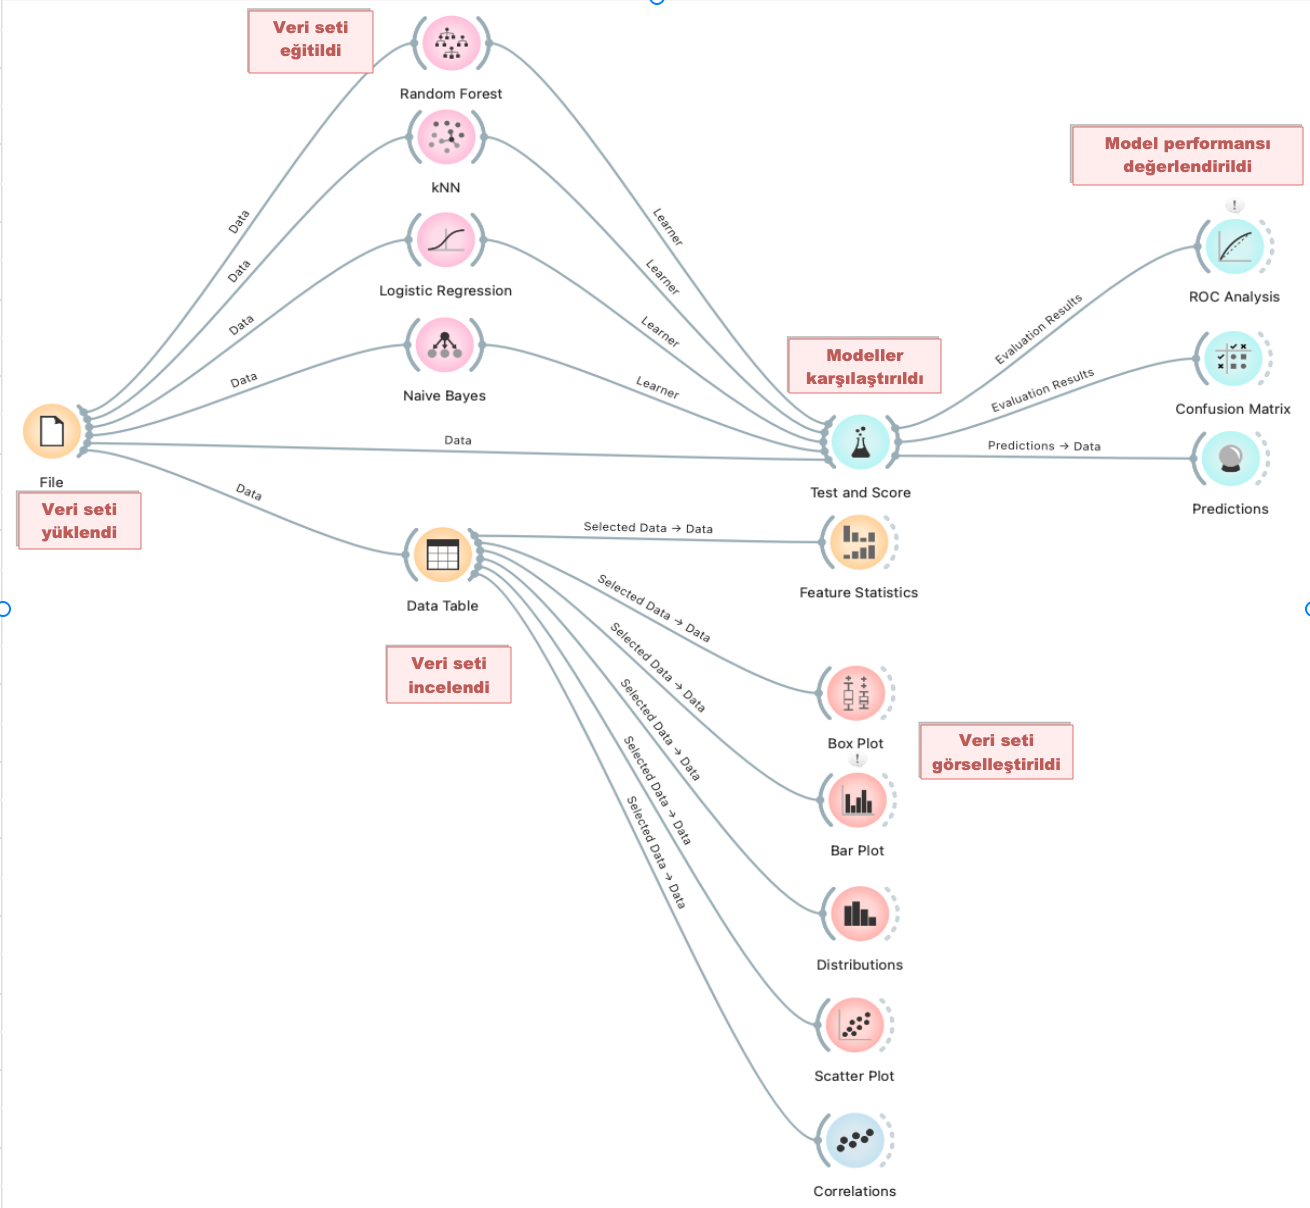 Veri seti
eğitildi
Random Forest
kNN
Logistic Regression
Naive Bayes
Data
Data
Data
Data
Data
Data
Learner
Learner
Learner
Learner
File
Veri seti
yüklendi
Modeller
karşılaştırıldı
Test and Score
Model performansı
değerlendirildi
!
ROC Analysis
Evaluation Results
Evaluation Results
Confusion Matrix
Predictions → Data
Predictions
Data Table
Veri seti
incelendi
Selected Data → Data
Feature Statistics
Selected Data → Data
Selected Data → Data
Selected Data → Data
Selected Data → Data
Selected Data → Data
Box Plot
!
Veri seti
görselleştirildi
Bar Plot
Distributions
Scatter Plot
Correlations